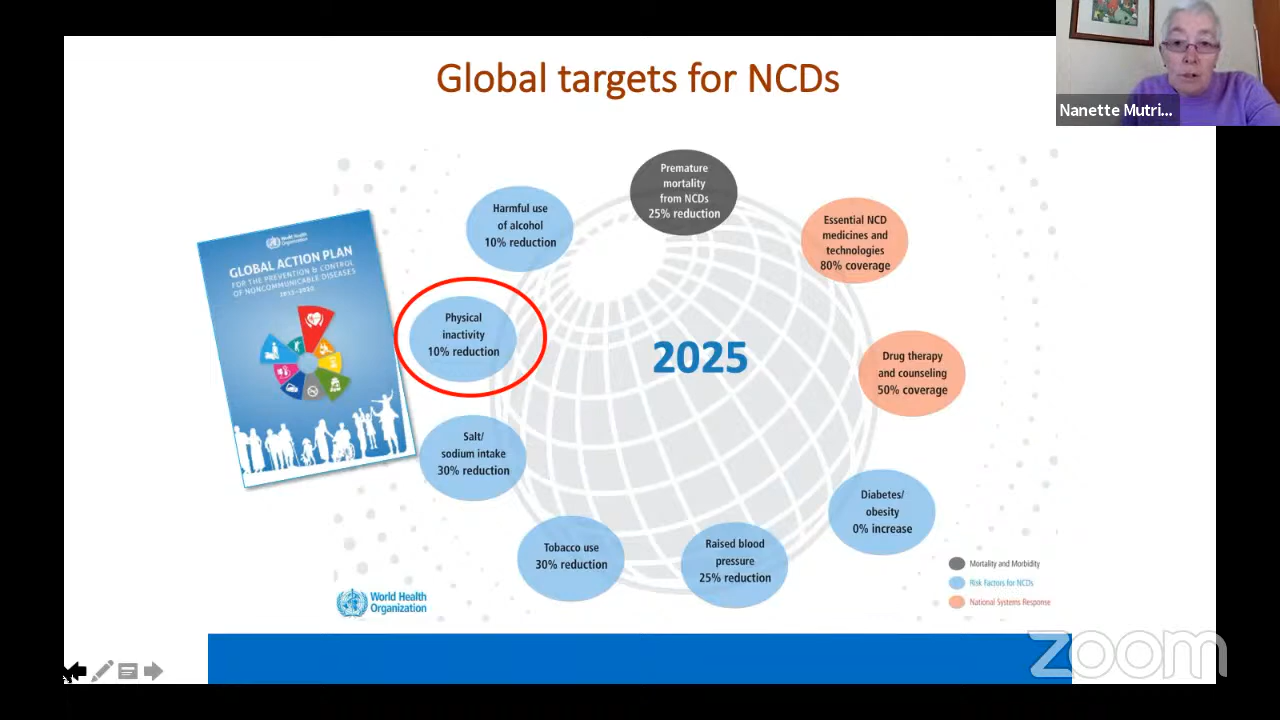 Global targets for NCDs
Nanette Mutri...
Premature
mortality
from NCDs
25% reduction
Harmful use
of alcohol
10% reduction
Essential NCD
medicines and
technologies
80% coverage
World Health
Organization
GLOBAL ACTION PLAN
FOR THE PREVENTION & CONTROL
OF NONCOMMUNICABLE DISEASES
2013-2020
Physical
inactivity
10% reduction
2025
Drug therapy
and counseling
50% coverage
Salt/
sodium intake
30% reduction
Diabetes/
obesity
0% increase
Tobacco use
30% reduction
Raised blood
pressure
25% reduction
Mortality and Morbidity
Risk Factors for NCDs
National Systems Response
World Health
Organization
zoom